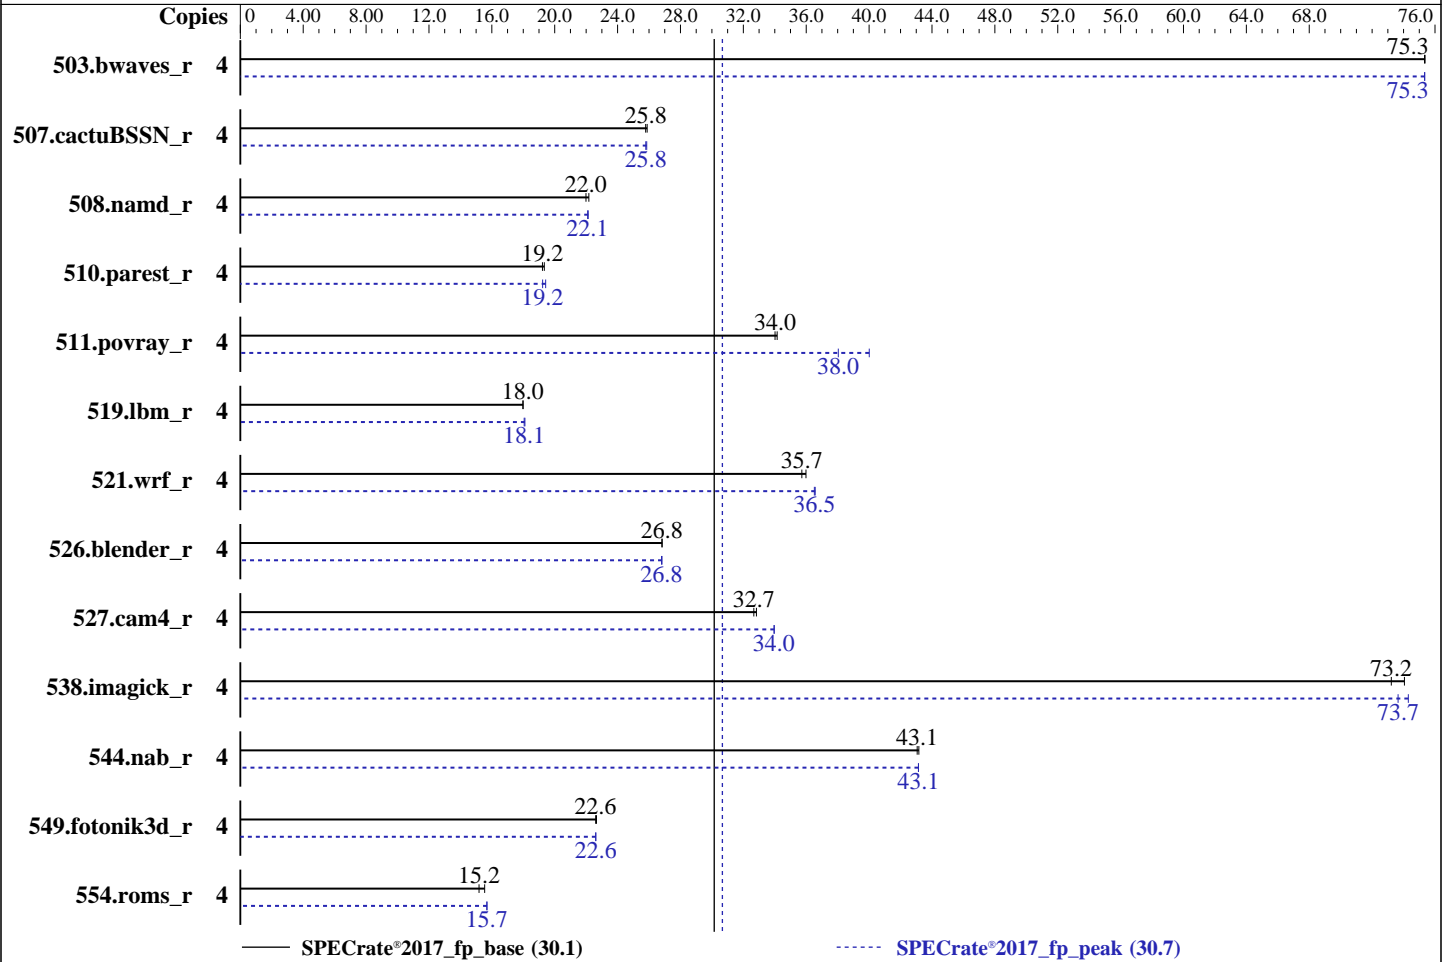 Copies 0 4.00 8.00 12.0 16.0 20.0 24.0 28.0 32.0 36.0 40.0 44.0 48.0 52.0 56.0 60.0 64.0 68.0 76.0
75.3
503.bwaves_r 4
75.3
25.8
507.cactuBSSN_r 4
25.8
22.0
508.namd_r 4
22.1
19.2
510.parest_r 4
19.2
34.0
511.povray_r 4
38.0
18.0
519.lbm_r 4
18.1
35.7
521.wrf_r 4
36.5
26.8
526.blender_r 4
26.8
32.7
527.cam4_r 4
34.0
73.2
538.imagick_r 4
73.7
43.1
544.nab_r 4
43.1
22.6
549.fotonik3d_r 4
22.6
15.2
554.roms_r 4
15.7
SPECrate®2017_fp_base (30.1) SPECrate®2017_fp_peak (30.7)